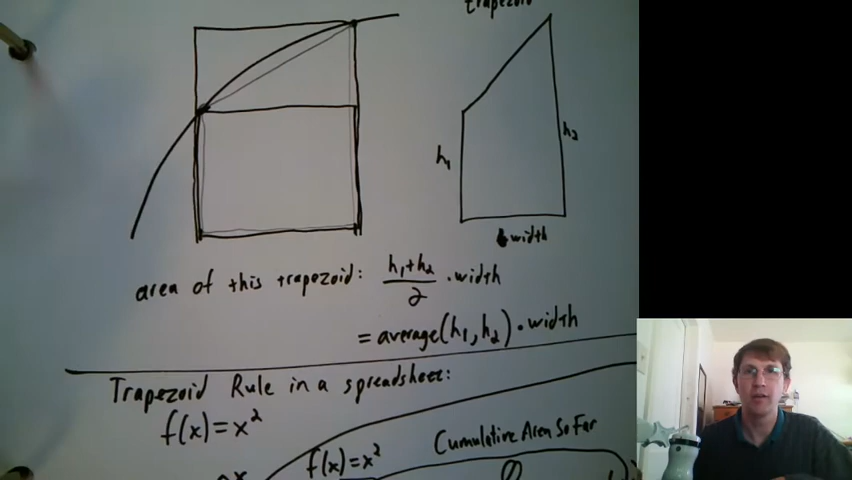 trapezoid
h₁
h₂
width
area of this trapezoid: (h₁+h₂)/2 · width
= average(h₁, h₂) · width
Trapezoid Rule in a spreadsheet:
f(x)=x²
f(x)=x²
Cumulative Area So Far